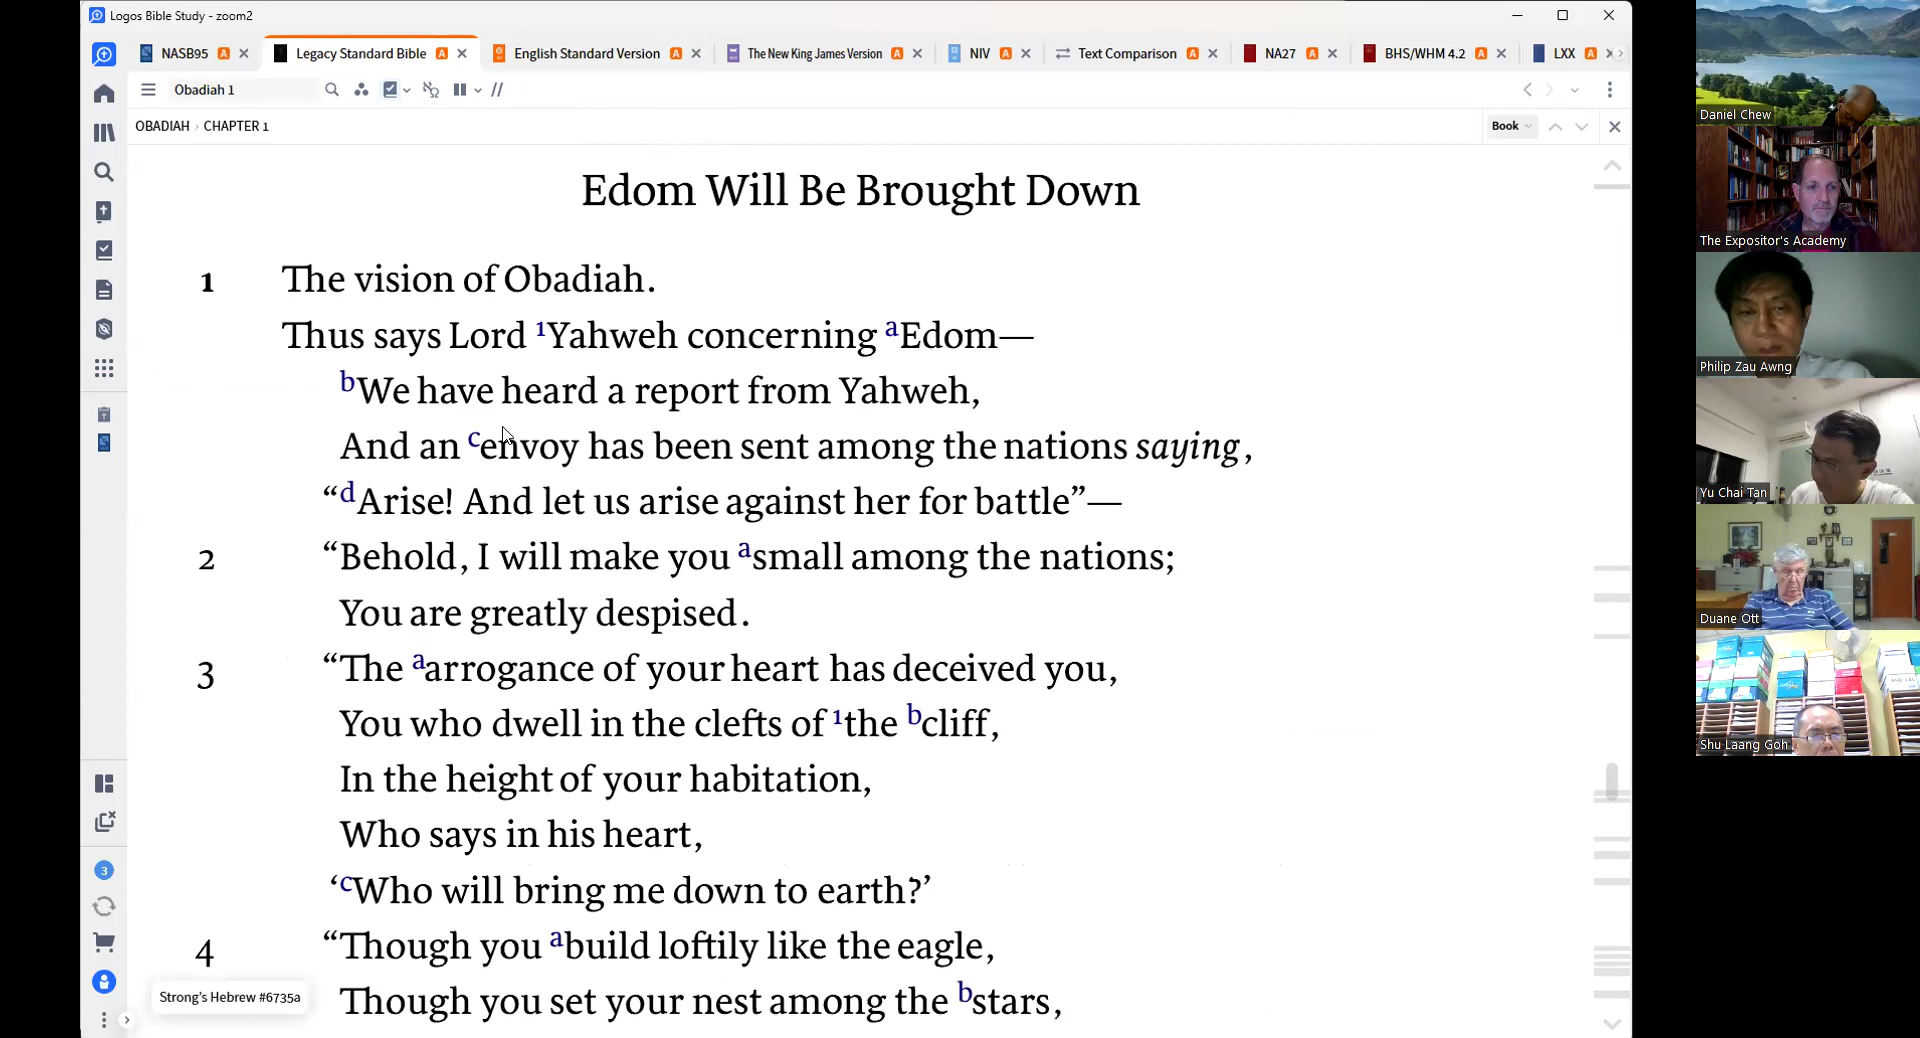 Logos Bible Study - zoom2
NASB95 A
Legacy Standard Bible A
English Standard Version A
The New King James Version A
NIV A
Text Comparison A
NA27 A
BHS/WHM 4.2 A
LXX A
Obadiah 1
OBADIAH › CHAPTER 1
Book
Edom Will Be Brought Down
1 The vision of Obadiah.
Thus says Lord 1Yahweh concerning aEdom—
bWe have heard a report from Yahweh,
And an cenvoy has been sent among the nations saying,
“dArise! And let us arise against her for battle”—
2 “Behold, I will make you asmall among the nations;
You are greatly despised.
3 “The aarrogance of your heart has deceived you,
You who dwell in the clefts of 1the bcliff,
In the height of your habitation,
Who says in his heart,
‘cWho will bring me down to earth?’
4 “Though you abuild loftily like the eagle,
Though you set your nest among the bstars,
3
Strong's Hebrew #6735a
Daniel Chew
The Expositor's Academy
Philip Zau Awng
Yu Chai Tan
Duane Ott
Shu Laang Goh